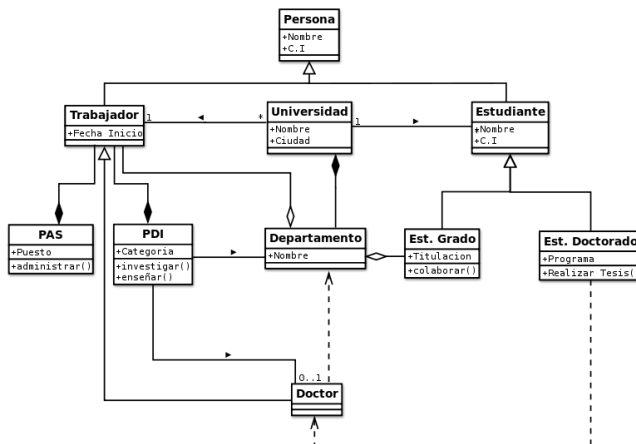 Persona
+Nombre
+C.I
Trabajador
+Fecha Inicio
1
*
Universidad
+Nombre
+Ciudad
1
Estudiante
+Nombre
+C.I
PAS
+Puesto
+administrar()
PDI
+Categoria
+investigar()
+enseñar()
Departamento
+Nombre
Est. Grado
+Titulacion
+colaborar()
Est. Doctorado
+Programa
+Realizar Tesis()
0..1
Doctor